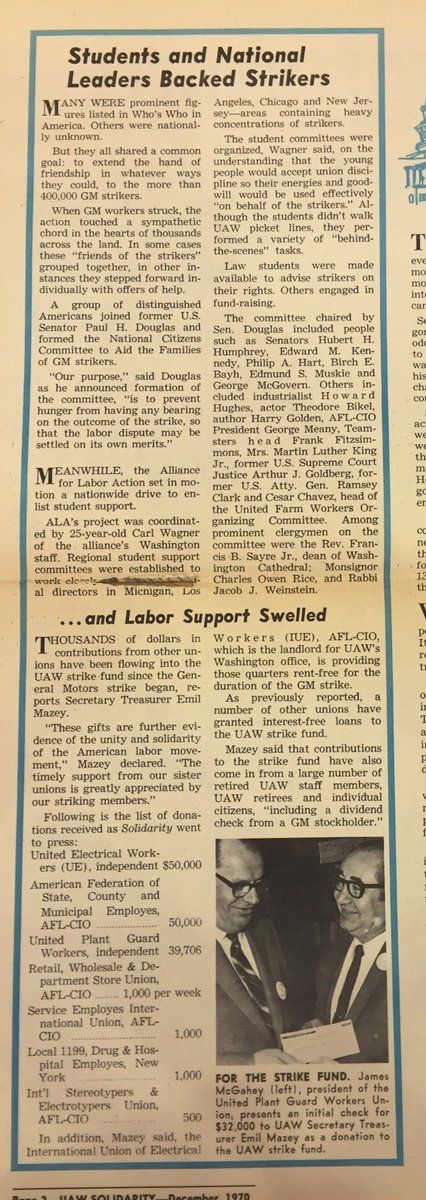 Students and National
Leaders Backed Strikers
MANY WERE prominent fig-
ures listed in Who's Who in
America. Others were national-
ly unknown.
But they all shared a common
goal: to extend the hand of
friendship in whatever ways
they could, to the more than
400,000 GM strikers.
When GM workers struck, the
action touched a sympathetic
chord in the hearts of thousands
across the land. In some cases
these "friends of the strikers"
grouped together, in other in-
stances they stepped forward in-
dividually with offers of help.
A group of distinguished
Americans joined former U.S.
Senator Paul H. Douglas and
formed the National Citizens
Committee to Aid the Families
of GM strikers.
"Our purpose," said Douglas
as he announced formation of
the committee, "is to prevent
hunger from having any bearing
on the outcome of the strike, so
that the labor dispute may be
settled on its own merits."
MEANWHILE, the Alliance
for Labor Action set in mo-
tion a nationwide drive to en-
list student support.
ALA's project was coordinat-
ed by 25-year-old Carl Wagner
of the alliance's Washington
staff. Regional student support
committees were established to
work closely
al directors in Michigan, Los
Angeles, Chicago and New Jer-
sey—areas containing heavy
concentrations of strikers.
The student committees were
organized, Wagner said, on the
understanding that the young
people would accept union disci-
pline so their energies and good-
will would be used effectively
"on behalf of the strikers." Al-
though the students didn't walk
UAW picket lines, they per-
formed a variety of "behind-
the-scenes" tasks.
Law students were made
available to advise strikers on
their rights. Others engaged in
fund-raising.
The committee chaired by
Sen. Douglas included people
such as Senators Hubert H.
Humphrey, Edward M. Ken-
nedy, Philip A. Hart, Birch E.
Bayh, Edmund S. Muskie and
George McGovern. Others in-
cluded industrialist Howard
Hughes, actor Theodore Bikel,
author Harry Golden, AFL-CIO
President George Meany, Team-
sters head Frank Fitzsim-
mons, Mrs. Martin Luther King
Jr., former U.S. Supreme Court
Justice Arthur J. Goldberg, for-
mer U.S. Atty. Gen. Ramsey
Clark and Cesar Chavez, head of
the United Farm Workers Or-
ganizing Committee. Among
prominent clergymen on the
committee were the Rev. Fran-
cis B. Sayre Jr., dean of Wash-
ington Cathedral; Monsignor
Charles Owen Rice, and Rabbi
Jacob J. Weinstein.
...and Labor Support Swelled
THOUSANDS of dollars in
contributions from other un-
ions have been flowing into the
UAW strike fund since the Gen-
eral Motors strike began, re-
ports Secretary Treasurer Emil
Mazey.
"These gifts are further evi-
dence of the unity and solidarity
of the American labor move-
ment," Mazey declared. "The
timely support from our sister
unions is greatly appreciated by
our striking members."
Following is the list of dona-
tions received as Solidarity went
to press:
United Electrical Work-
ers (UE), independent $50,000
American Federation of
State, County and
Municipal Employes,
AFL-CIO .................... 50,000
United Plant Guard
Workers, independent 39,706
Retail, Wholesale & De-
partment Store Union,
AFL-CIO ........ 1,000 per week
Service Employes Inter-
national Union, AFL-
CIO ........................ 1,000
Local 1199, Drug & Hos-
pital Employes, New
York ........................ 1,000
Int'l Stereotypers &
Electrotypers Union,
AFL-CIO .................... 500
In addition, Mazey said, the
International Union of Electrical
Workers (IUE), AFL-CIO,
which is the landlord for UAW's
Washington office, is providing
those quarters rent-free for the
duration of the GM strike.
As previously reported, a
number of other unions have
granted interest-free loans to
the UAW strike fund.
Mazey said that contributions
to the strike fund have also
come from a large number of
retired UAW staff members,
UAW retirees and individual
citizens, "including a dividend
check from a GM stockholder."
FOR THE STRIKE FUND. James
McGahey (left), president of the
United Plant Guard Workers Un-
ion, presents an initial check for
$32,000 to UAW Secretary Treas-
urer Emil Mazey as a donation to
the UAW strike fund.
Page 2 UAW SOLIDARITY—December, 1970